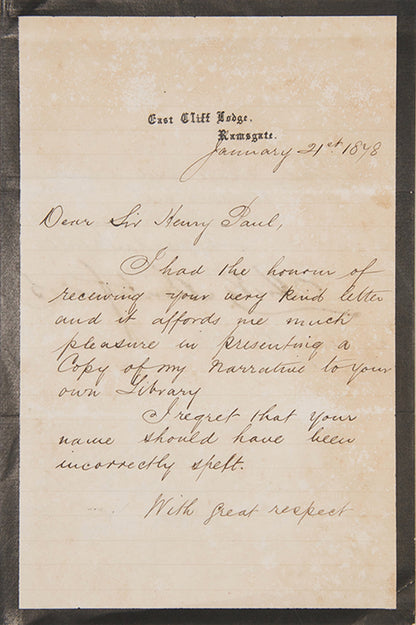 East Cliff Lodge.
Ramsgate.
January 21st 1878
Dear Sir Henry Paul,
I had the honour of
receiving your very kind letter
and it affords me much
pleasure in presenting a
Copy of my Narrative to your
own Library
I regret that your
name should have been
incorrectly spelt.
With great respect